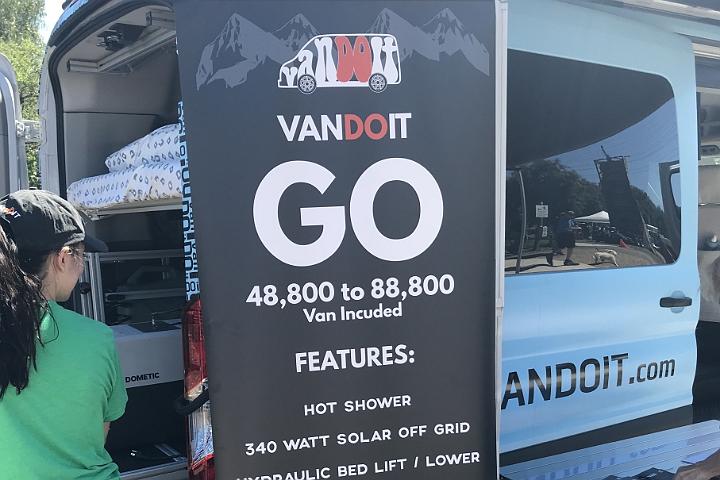 VANDOIT
VANDOIT
GO
48,800 to 88,800
Van Incuded
FEATURES:
HOT SHOWER
340 WATT SOLAR OFF GRID
HYDRAULIC BED LIFT / LOWER
DOMETIC
ANDOIT.com